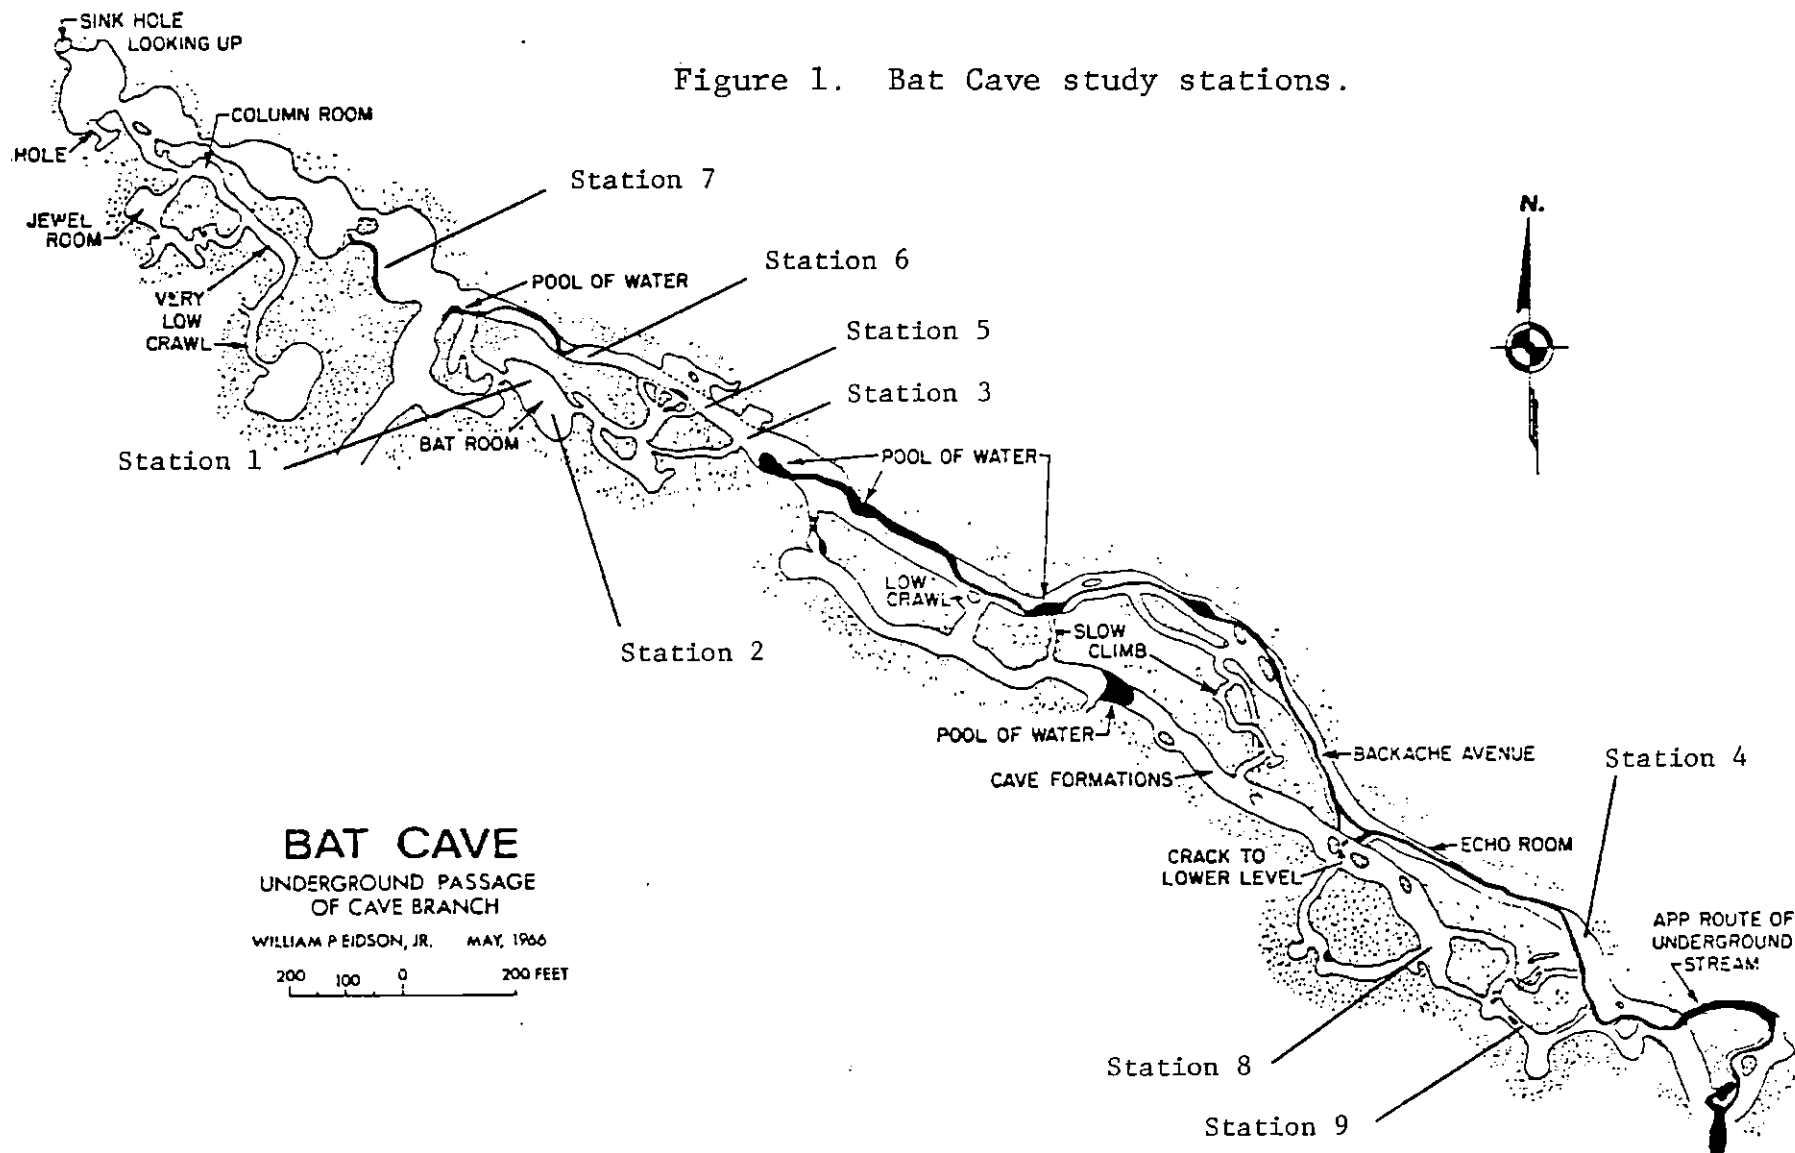 SINK HOLE
LOOKING UP
Figure 1. Bat Cave study stations.
COLUMN ROOM
HOLE
Station 7
JEWEL
ROOM
N.
Station 6
POOL OF WATER
VERY
LOW
CRAWL
Station 5
Station 3
BAT ROOM
Station 1
POOL OF WATER
LOW
CRAWL
SLOW
CLIMB
Station 2
POOL OF WATER
BACKACHE AVENUE
Station 4
CAVE FORMATIONS
BAT CAVE
UNDERGROUND PASSAGE
OF CAVE BRANCH
WILLIAM P EIDSON, JR. MAY, 1966
200 100 0 200 FEET
ECHO ROOM
CRACK TO
LOWER LEVEL
APP ROUTE OF
UNDERGROUND
STREAM
Station 8
Station 9